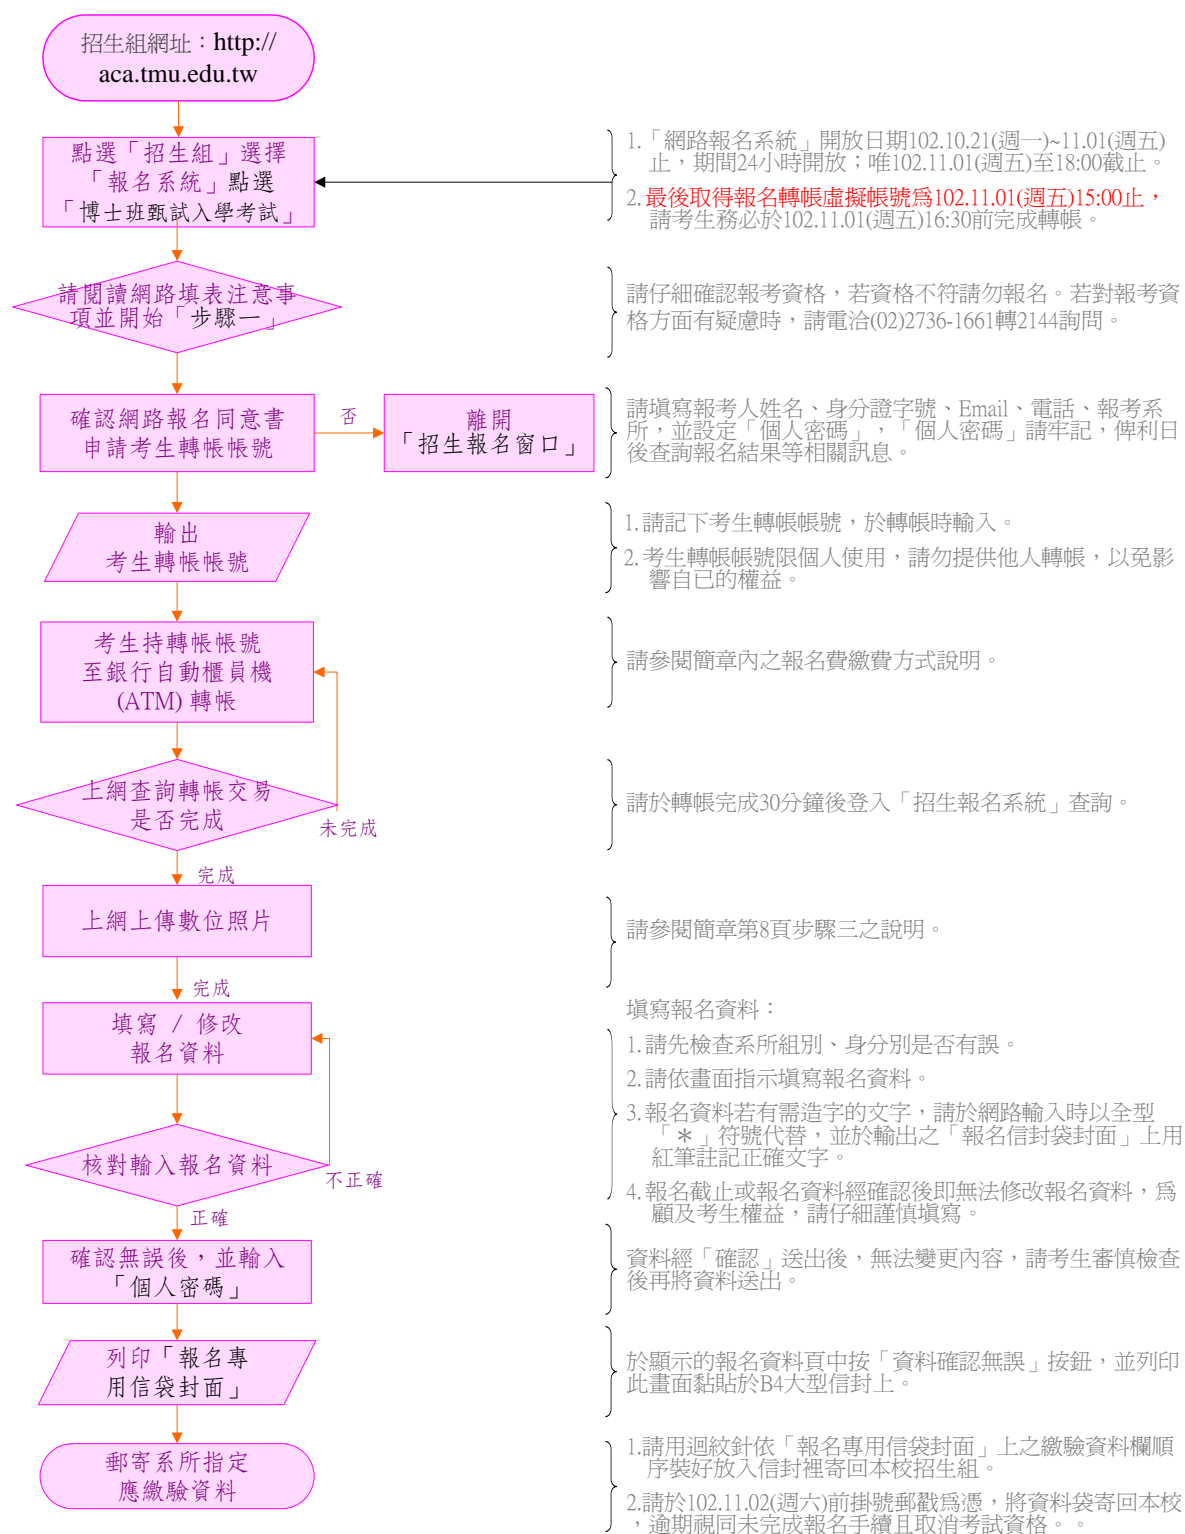 招生組網址：http://
aca.tmu.edu.tw
點選「招生組」選擇
「報名系統」點選
「博士班甄試入學考試」
1.「網路報名系統」開放日期102.10.21(週一)~11.01(週五)
止，期間24小時開放；唯102.11.01(週五)至18:00截止。
2.最後取得報名轉帳虛擬帳號為102.11.01(週五)15:00止，
請考生務必於102.11.01(週五)16:30前完成轉帳。
請閱讀網路填表注意事
項並開始「步驟一」
請仔細確認報考資格，若資格不符請勿報名。若對報考資
格方面有疑慮時，請電洽(02)2736-1661轉2144詢問。
確認網路報名同意書
申請考生轉帳帳號
否
離開
「招生報名窗口」
請填寫報考人姓名、身分證字號、Email、電話、報考系
所，並設定「個人密碼」，「個人密碼」請牢記，俾利日
後查詢報名結果等相關訊息。
輸出
考生轉帳帳號
1.請記下考生轉帳帳號，於轉帳時輸入。
2.考生轉帳帳號限個人使用，請勿提供他人轉帳，以免影
響自已的權益。
考生持轉帳帳號
至銀行自動櫃員機
(ATM) 轉帳
請參閱簡章內之報名費繳費方式說明。
上網查詢轉帳交易
是否完成
未完成
請於轉帳完成30分鐘後登入「招生報名系統」查詢。
完成
上網上傳數位照片
請參閱簡章第8頁步驟三之說明。
完成
填寫 / 修改
報名資料
填寫報名資料：
1.請先檢查系所組別、身分別是否有誤。
2.請依畫面指示填寫報名資料。
3.報名資料若有需造字的文字，請於網路輸入時以全型
「＊」符號代替，並於輸出之「報名信封袋封面」上用
紅筆註記正確文字。
4.報名截止或報名資料經確認後即無法修改報名資料，為
顧及考生權益，請仔細謹慎填寫。
核對輸入報名資料
不正確
正確
確認無誤後，並輸入
「個人密碼」
資料經「確認」送出後，無法變更內容，請考生審慎檢查
後再將資料送出。
列印「報名專
用信袋封面」
於顯示的報名資料頁中按「資料確認無誤」按鈕，並列印
此畫面黏貼於B4大型信封上。
郵寄系所指定
應繳驗資料
1.請用迴紋針依「報名專用信袋封面」上之繳驗資料欄順
序裝好放入信封裡寄回本校招生組。
2.請於102.11.02(週六)前掛號郵戳為憑，將資料袋寄回本校
，逾期視同未完成報名手續且取消考試資格。。